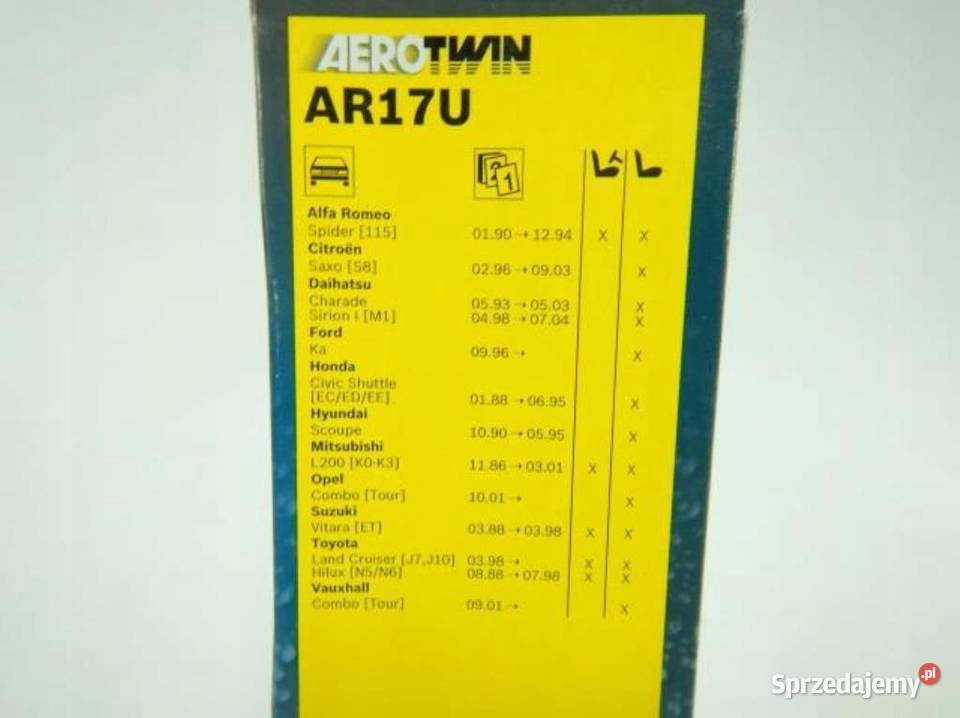 AEROTWIN
AR17U
2 1
Alfa Romeo
Spider [115] 01.90 → 12.94 X X
Citroën
Saxo [S8] 02.96 → 09.03 X
Daihatsu
Charade 05.93 → 05.03 X
Sirion I [M1] 04.98 → 07.04 X
Ford
Ka 09.96 → X
Honda
Civic Shuttle
[EC/ED/EE] 01.88 → 06.95 X
Hyundai
Scoupe 10.90 → 05.95 X
Mitsubishi
L200 [K0-K3] 11.86 → 03.01 X X
Opel
Combo [Tour] 10.01 → X
Suzuki
Vitara [ET] 03.88 → 03.98 X X
Toyota
Land Cruiser [J7,J10] 03.98 → X X
Hilux [N5/N6] 08.88 → 07.98 X X
Vauxhall
Combo [Tour] 09.01 → X
Sprzedajemy.pl